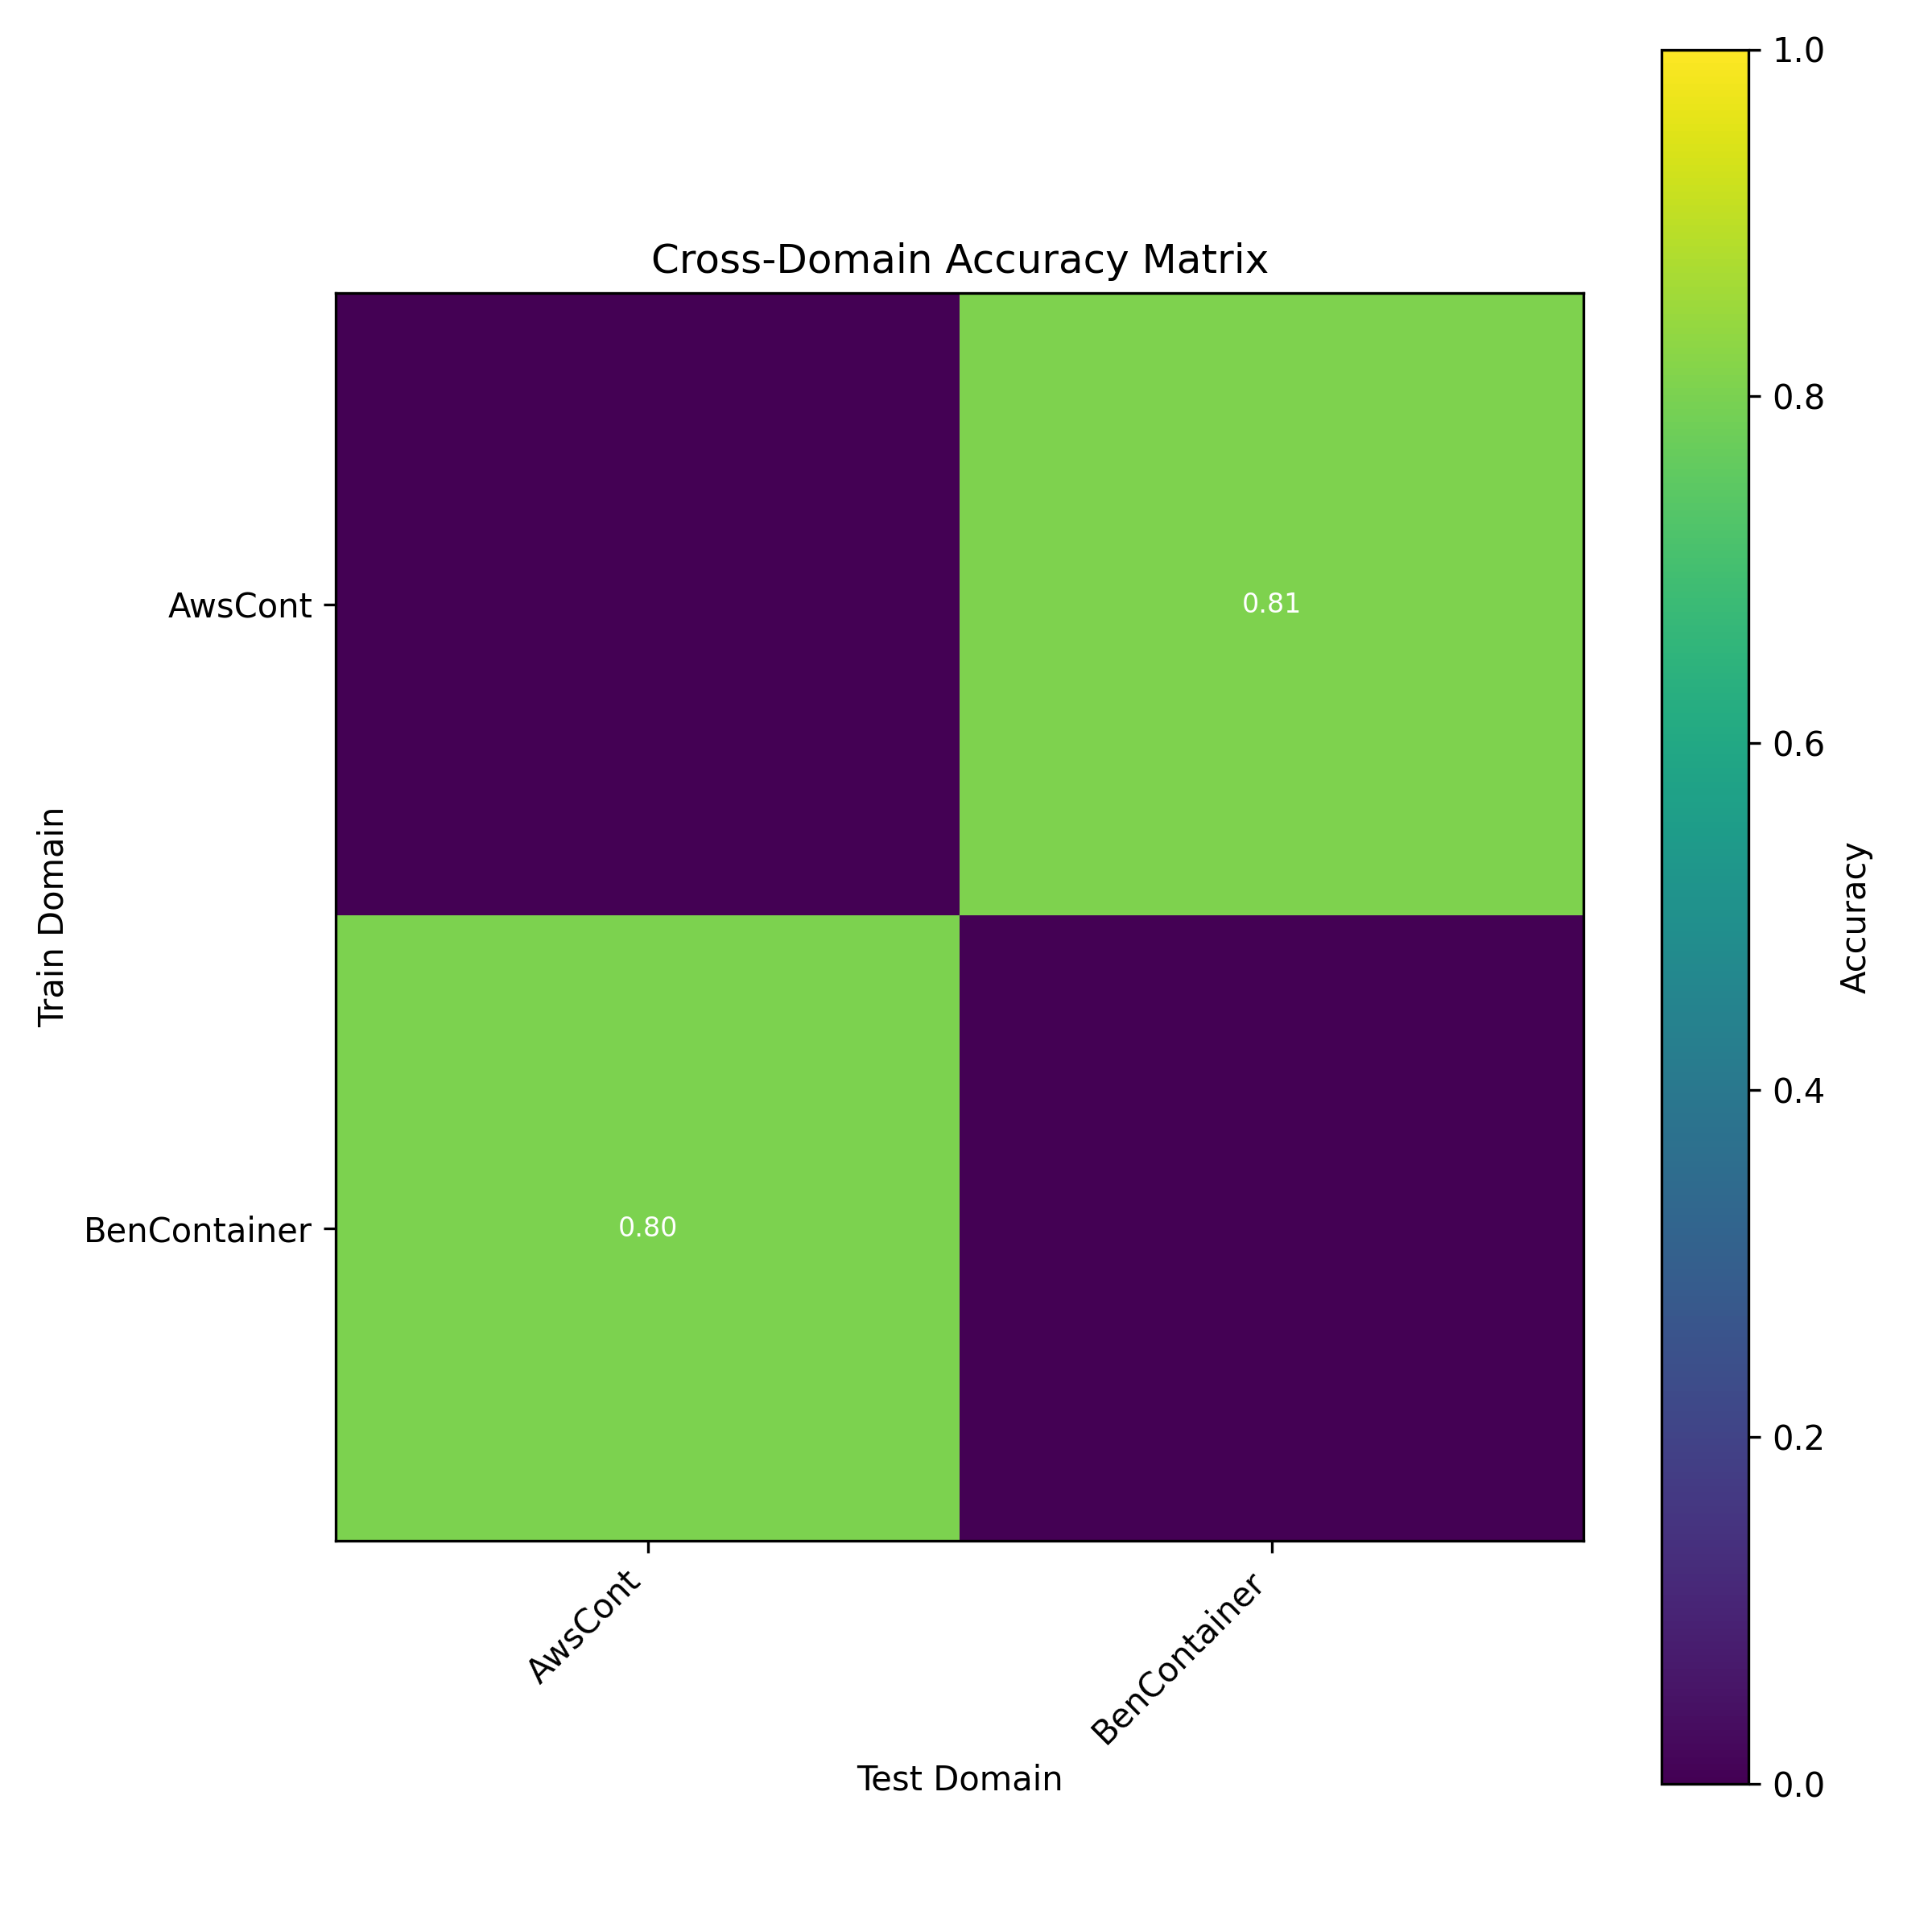 Cross-Domain Accuracy Matrix
Train Domain
AwsCont
BenContainer
0.81
0.80
AwsCont
BenContainer
Test Domain
1.0
0.8
0.6
0.4
0.2
0.0
Accuracy